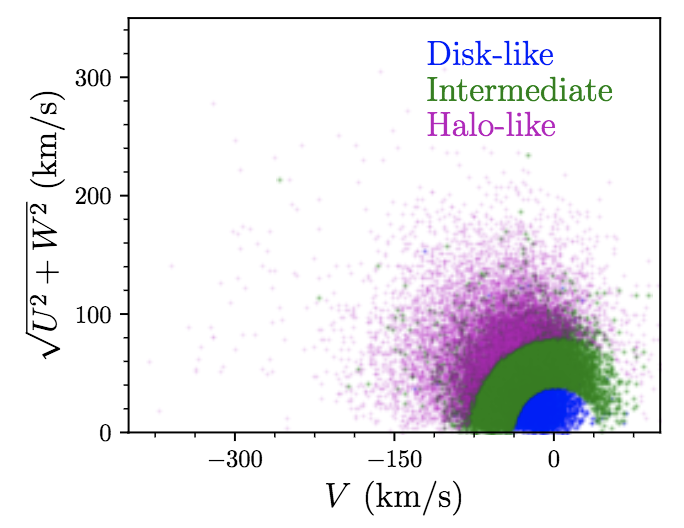 Disk-like
Intermediate
Halo-like
300
200
100
0
√U² + W² (km/s)
−300
−150
0
V (km/s)